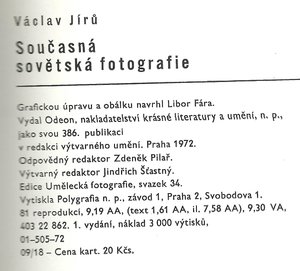 Václav Jírů
Současná
sovětská fotografie
Grafickou úpravu a obálku navrhl Libor Fára.
Vydal Odeon, nakladatelství krásné literatury a umění, n. p.,
jako svou 386. publikaci
v redakci výtvarného umění. Praha 1972.
Odpovědný redaktor Zdeněk Pilař.
Výtvarný redaktor Jindřich Šťastný.
Edice Umělecká fotografie, svazek 34.
Vytiskla Polygrafia n. p., závod 1, Praha 2, Svobodova 1.
81 reprodukcí, 9,19 AA, (text 1,61 AA, il. 7,58 AA), 9,30 VA,
403 22 862. 1. vydání, náklad 3 000 výtisků,
01–505–72
09/18 – Cena kart. 20 Kčs.